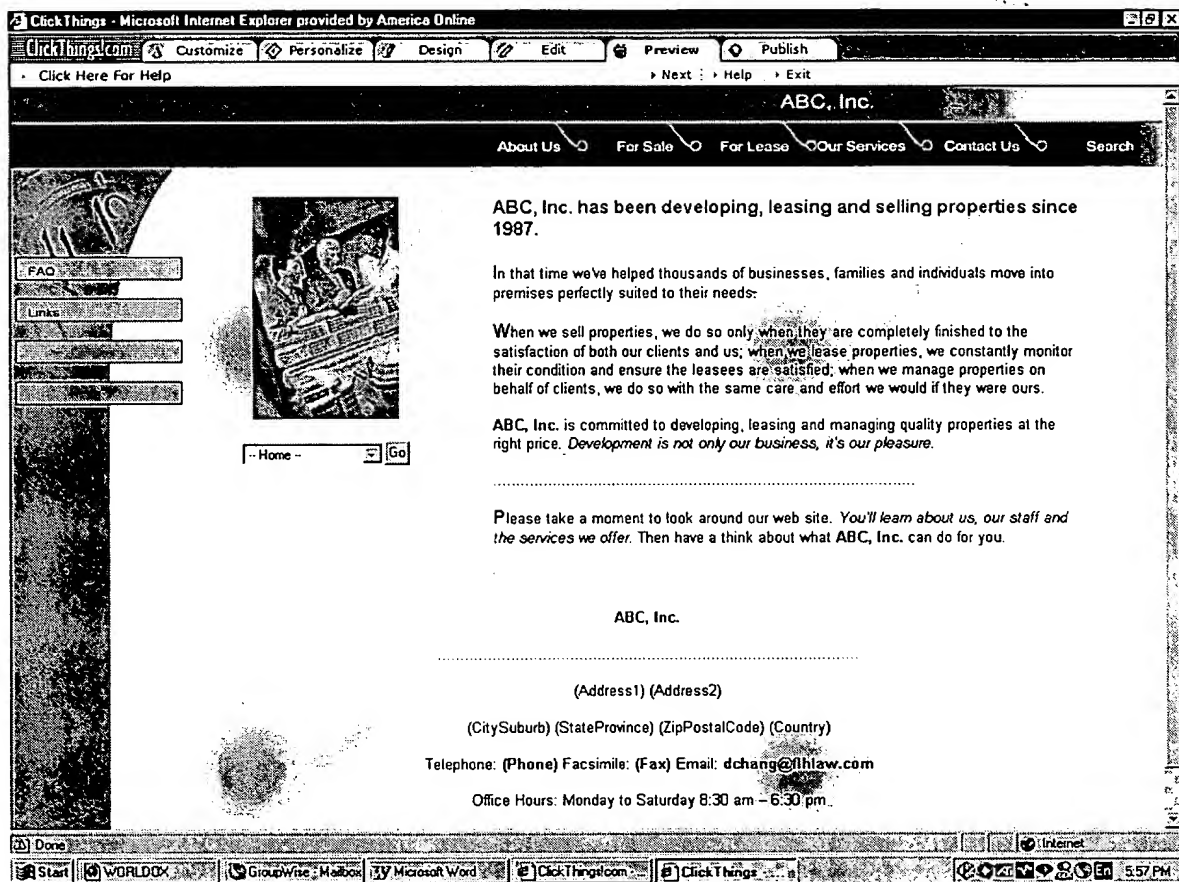 ClickThings - Microsoft Internet Explorer provided by America Online
ClickThings!com Customize Personalize Design Edit Preview Publish
Click Here For Help Next Help Exit
ABC, Inc.
About Us For Sale For Lease Our Services Contact Us Search
ABC, Inc. has been developing, leasing and selling properties since
1987.
FAQ
In that time we've helped thousands of businesses, families and individuals move into
premises perfectly suited to their needs.
Links
When we sell properties, we do so only when they are completely finished to the
satisfaction of both our clients and us; when we lease properties, we constantly monitor
their condition and ensure the leasees are satisfied; when we manage properties on
behalf of clients, we do so with the same care and effort we would if they were ours.
ABC, Inc. is committed to developing, leasing and managing quality properties at the
right price. Development is not only our business, it's our pleasure.
-- Home -- Go
Please take a moment to look around our web site. You'll learn about us, our staff and
the services we offer. Then have a think about what ABC, Inc. can do for you.
ABC, Inc.
(Address1) (Address2)
(CitySuburb) (StateProvince) (ZipPostalCode) (Country)
Telephone: (Phone) Facsimile: (Fax) Email: dchang@flhlaw.com
Office Hours: Monday to Saturday 8:30 am – 6:30 pm
Done Internet
Start WORLDOX GroupWise - Mailbox Microsoft Word ClickThings!com ClickThings En 5:57 PM